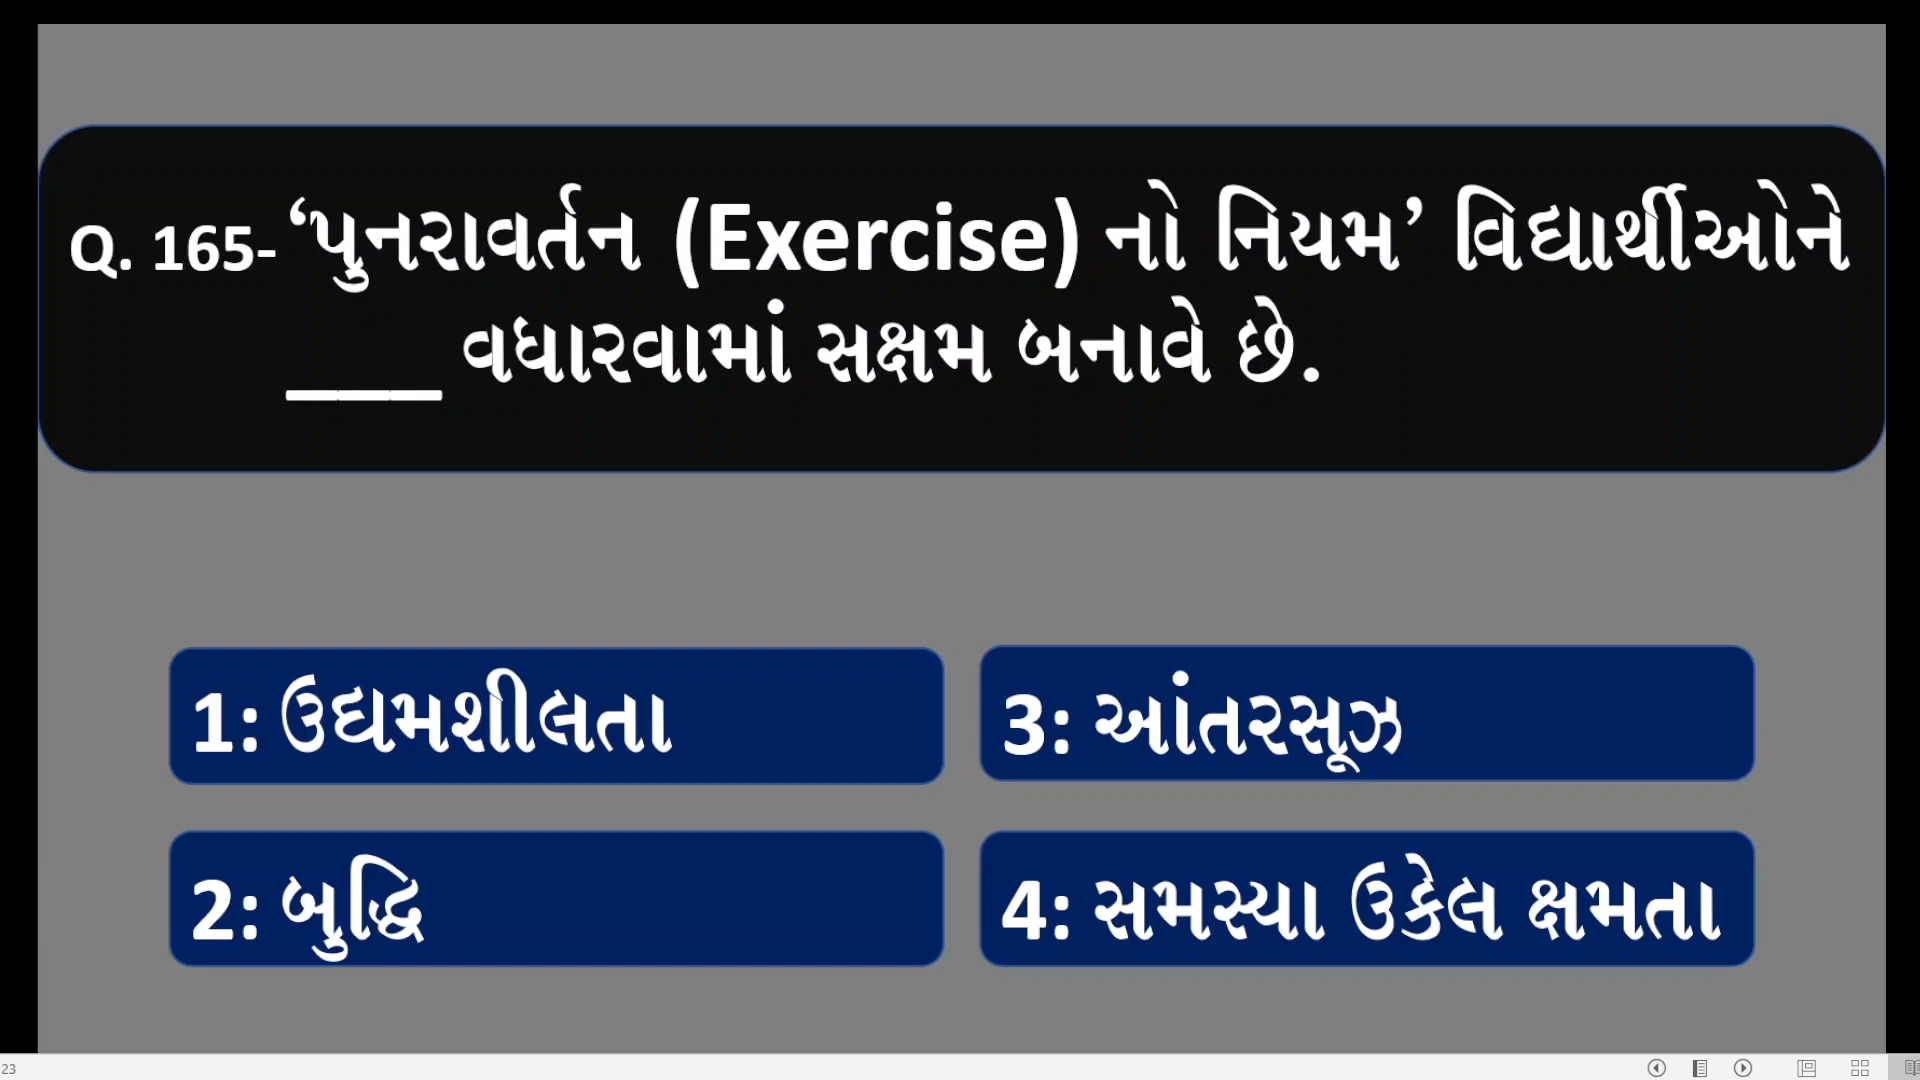 Q. 165- ‘પુનરાવર્તન (Exercise) નો નિયમ’ વિદ્યાર્થીઓને
___ વધારવામાં સક્ષમ બનાવે છે.
1: ઉદ્યમશીલતા
3: આંતરસૂઝ
2: બુદ્ધિ
4: સમસ્યા ઉકેલ ક્ષમતા
23